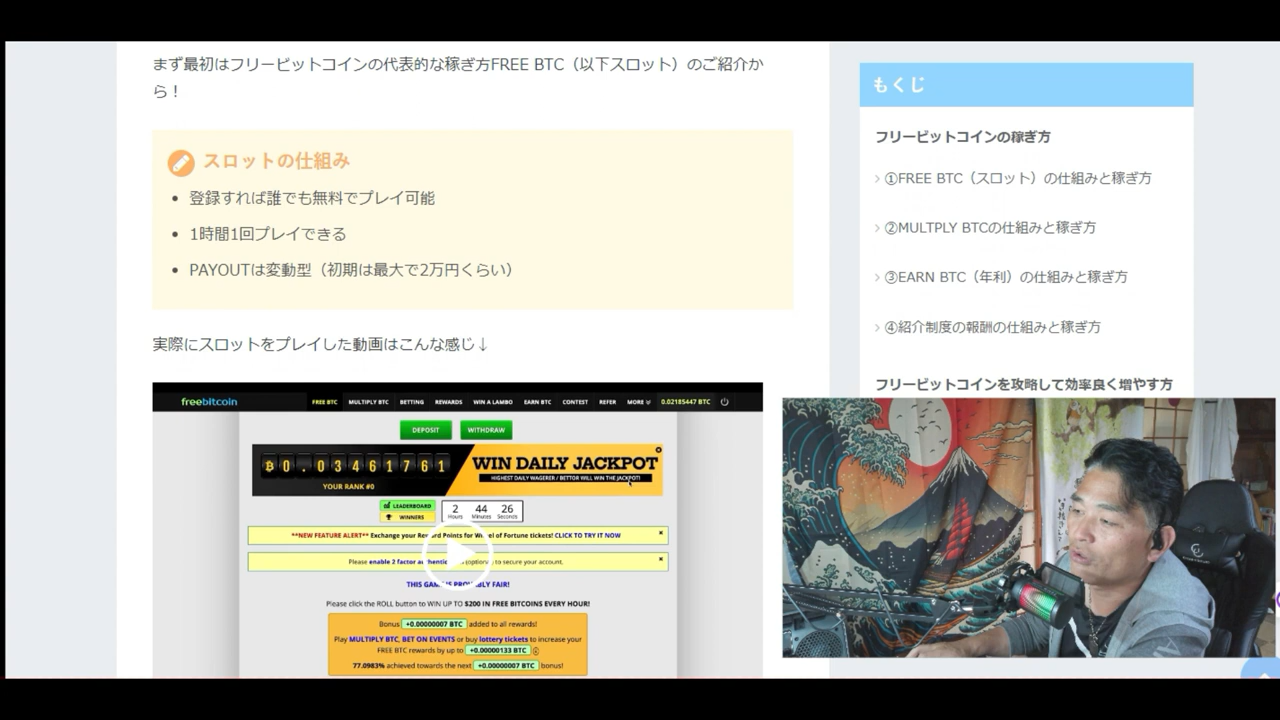 まず最初はフリービットコインの代表的な稼ぎ方FREE BTC（以下スロット）のご紹介か
ら！
スロットの仕組み
• 登録すれば誰でも無料でプレイ可能
• 1時間1回プレイできる
• PAYOUTは変動型（初期は最大で2万円くらい）
実際にスロットをプレイした動画はこんな感じ↓
freebitcoin FREE BTC MULTIPLY BTC BETTING REWARDS WIN A LAMBO EARN BTC CONTEST REFER MORE 0.02185447 BTC
DEPOSIT WITHDRAW
0.03461761
YOUR RANK #0
WIN DAILY JACKPOT
HIGHEST DAILY WAGERER / BETTOR WILL WIN THE JACKPOT!
LEADERBOARD
WINNERS
2 44 26
Hours Minutes Seconds
**NEW FEATURE ALERT** Exchange your Reward Points for Wheel of Fortune tickets! CLICK TO TRY IT NOW
Please enable 2 factor authentic (optional) to secure your account.
THIS GAME IS PROVABLY FAIR!
Please click the ROLL button to WIN UP TO $200 IN FREE BITCOINS EVERY HOUR!
Bonus +0.00000007 BTC added to all rewards!
Play MULTIPLY BTC, BET ON EVENTS or buy lottery tickets to increase your
FREE BTC rewards by up to +0.00000133 BTC
77.0983% achieved towards the next +0.00000007 BTC bonus!
もくじ
フリービットコインの稼ぎ方
①FREE BTC（スロット）の仕組みと稼ぎ方
②MULTPLY BTCの仕組みと稼ぎ方
③EARN BTC（年利）の仕組みと稼ぎ方
④紹介制度の報酬の仕組みと稼ぎ方
フリービットコインを攻略して効率良く増やす方